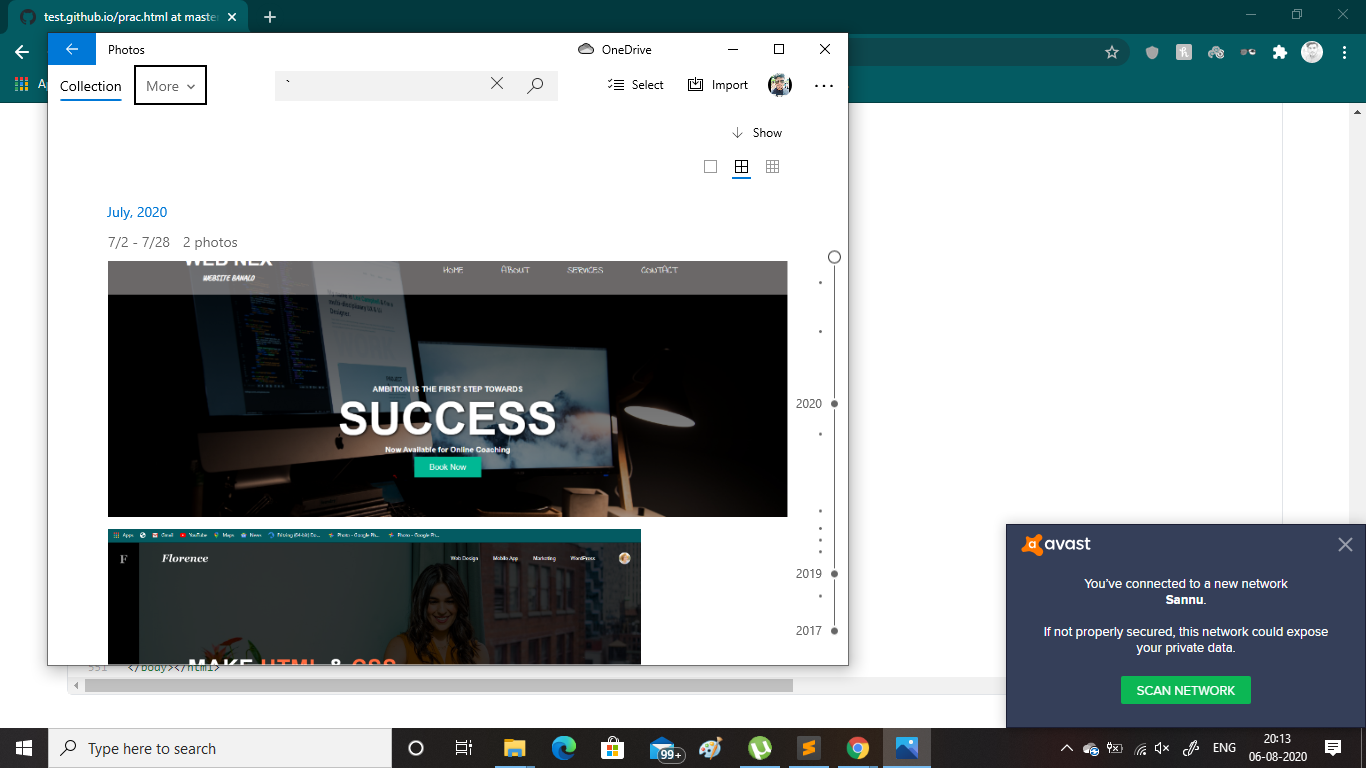 test.github.io/prac.html at maste
Photos
OneDrive
Collection
More
`
Select
Import
Show
July, 2020
7/2 - 7/28 2 photos
WEB NEX
WEBSITE BANALO
HOME ABOUT SERVICES CONTACT
AMBITION IS THE FIRST STEP TOWARDS
SUCCESS
Now Available for Online Coaching
Book Now
2020
2019
2017
Apps Gmail YouTube Maps News
F
Florence
Web Design Mobile App Marketing WordPress
MAKE HTML & CSS
551 </body></html>
avast
You've connected to a new network
Sannu.
If not properly secured, this network could expose
your private data.
SCAN NETWORK
Type here to search
99+
ENG
20:13
06-08-2020